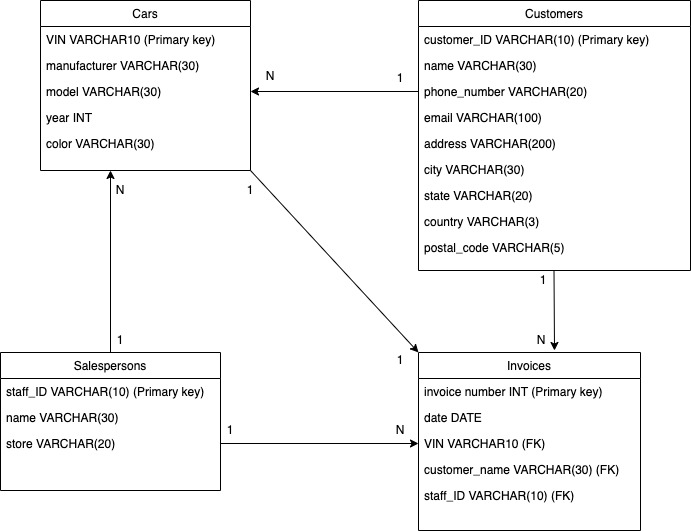 Cars
VIN VARCHAR10 (Primary key)
manufacturer VARCHAR(30)
model VARCHAR(30)
year INT
color VARCHAR(30)
Customers
customer_ID VARCHAR(10) (Primary key)
name VARCHAR(30)
phone_number VARCHAR(20)
email VARCHAR(100)
address VARCHAR(200)
city VARCHAR(30)
state VARCHAR(20)
country VARCHAR(3)
postal_code VARCHAR(5)
N
1
N
1
1
N
1
1
Salespersons
staff_ID VARCHAR(10) (Primary key)
name VARCHAR(30)
store VARCHAR(20)
1
N
Invoices
invoice number INT (Primary key)
date DATE
VIN VARCHAR10 (FK)
customer_name VARCHAR(30) (FK)
staff_ID VARCHAR(10) (FK)